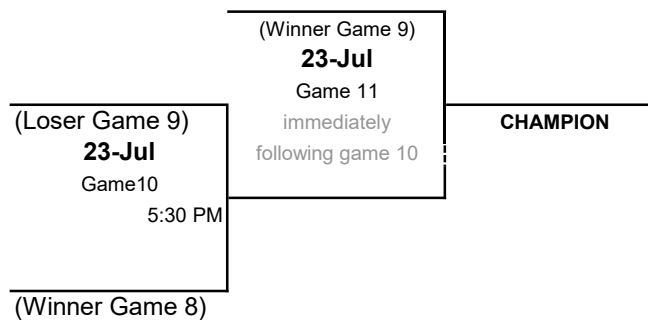 (Winner Game 9)
23-Jul
Game 11
immediately
following game 10
CHAMPION
(Loser Game 9)
23-Jul
Game10
5:30 PM
(Winner Game 8)